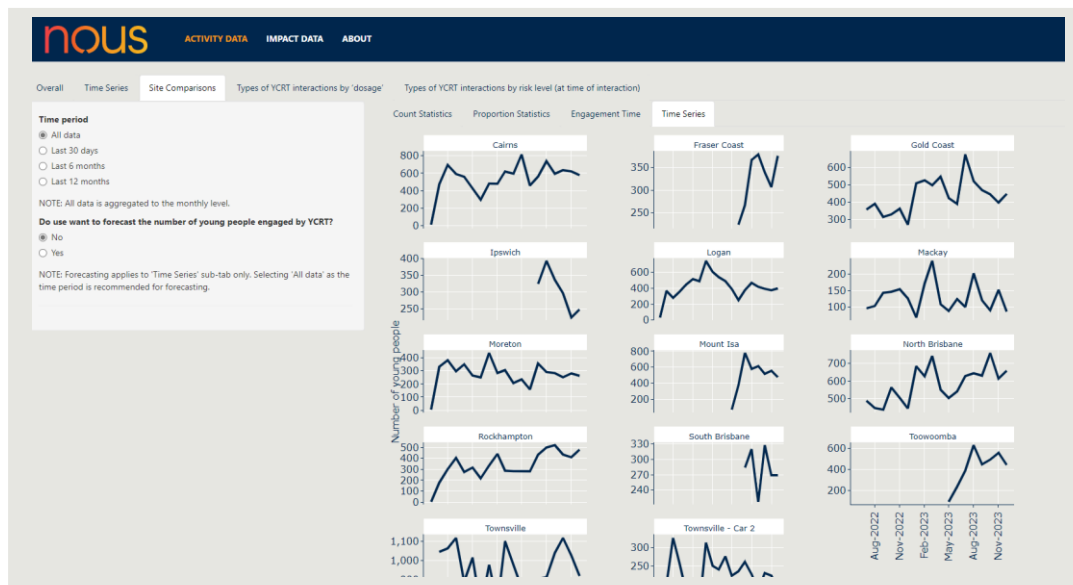 nous
ACTIVITY DATA IMPACT DATA ABOUT
Overall Time Series Site Comparisons Types of YCRT interactions by 'dosage' Types of YCRT interactions by risk level (at time of interaction)
Time period
All data
Last 30 days
Last 6 months
Last 12 months
NOTE: All data is aggregated to the monthly level.
Do use want to forecast the number of young people engaged by YCRT?
No
Yes
NOTE: Forecasting applies to 'Time Series' sub-tab only. Selecting 'All data' as the
time period is recommended for forecasting.
Count Statistics Proportion Statistics Engagement Time Time Series
Number of young people
Cairns
800
600
400
200
0
Fraser Coast
350
300
250
Gold Coast
600
500
400
300
Ipswich
400
350
300
250
Logan
600
400
200
0
Mackay
200
150
100
Moreton
400
300
200
100
0
Mount Isa
800
600
400
200
North Brisbane
700
600
500
Rockhampton
500
400
300
200
100
0
South Brisbane
330
300
270
240
Toowoomba
600
400
200
Aug-2022
Nov-2022
Feb-2023
May-2023
Aug-2023
Nov-2023
Townsville
1,100
1,000
Townsville - Car 2
300
250